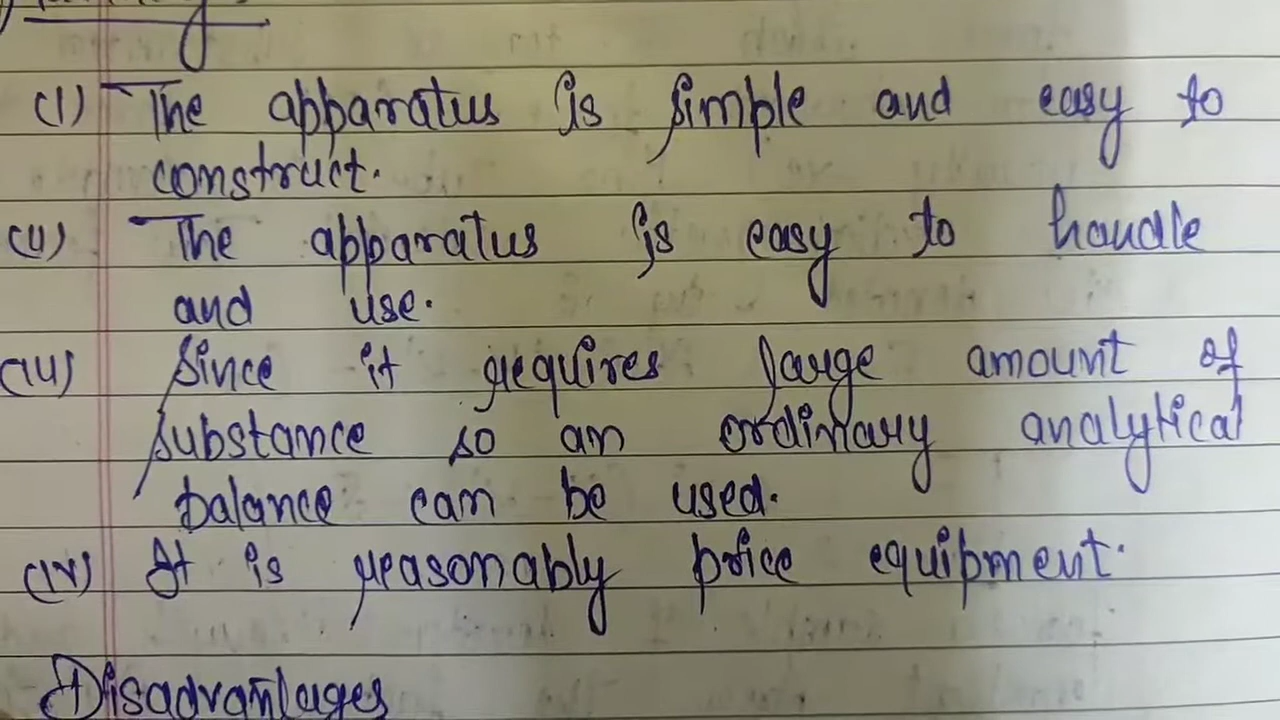 (I) The apparatus is simple and easy to
construct.
(II) The apparatus is easy to handle
and use.
(III) Since it requires large amount of
substance so an ordinary analytical
balance can be used.
(IV) It is reasonably price equipment.
Disadvantages